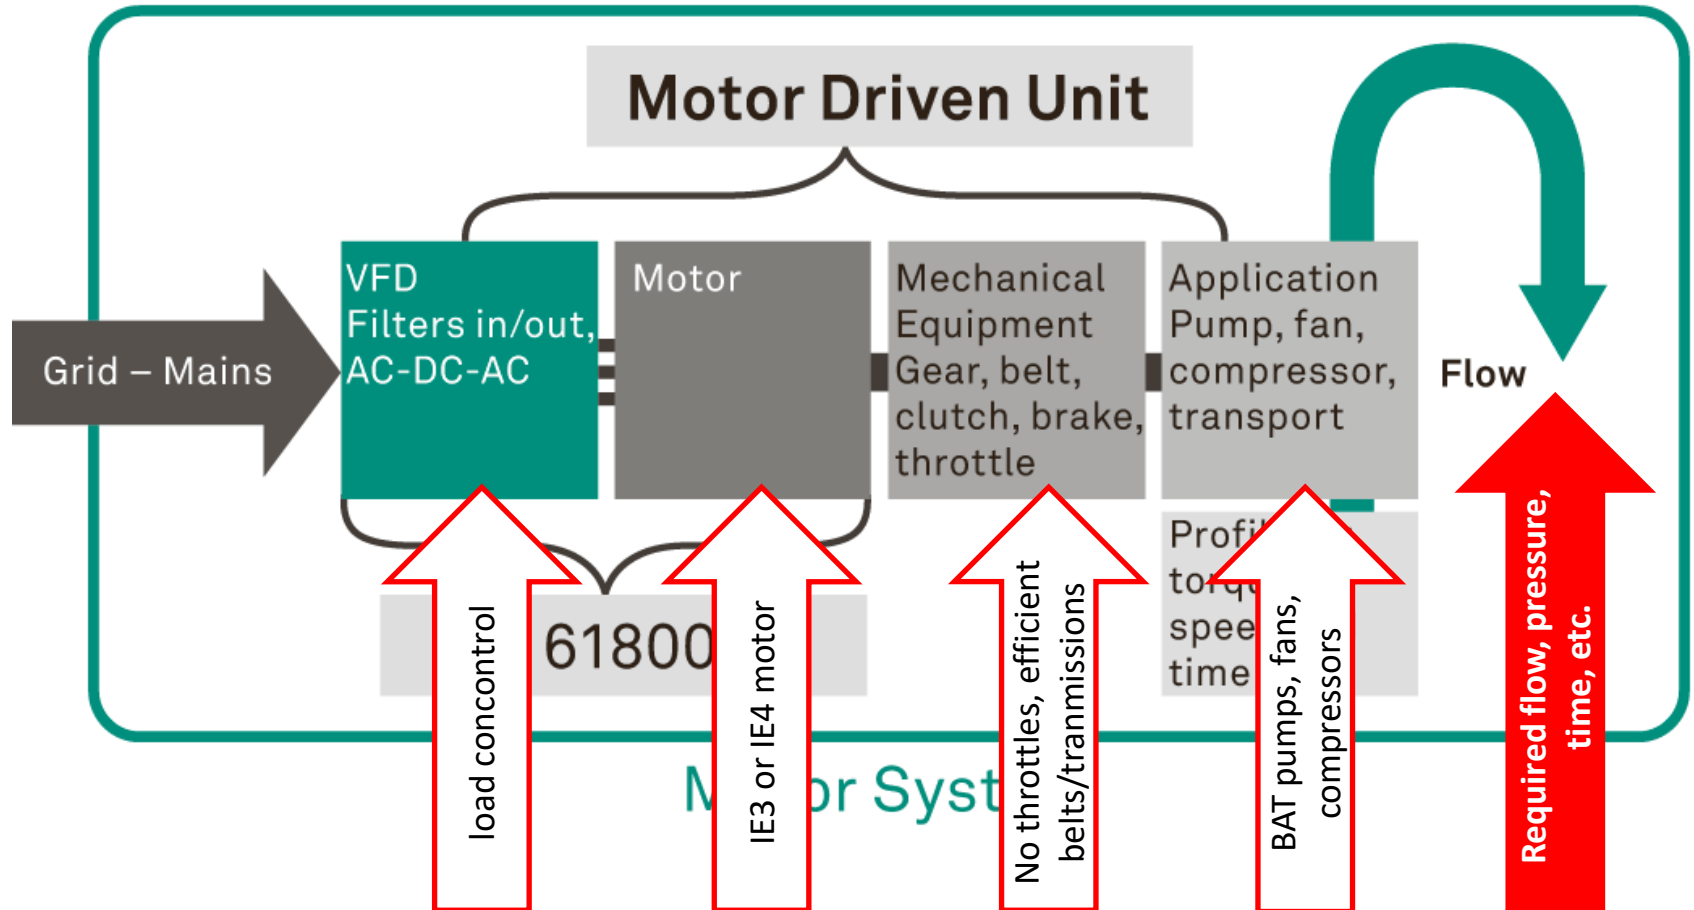 Motor Driven Unit
Grid – Mains
VFD
Filters in/out,
AC-DC-AC
Motor
Mechanical
Equipment
Gear, belt,
clutch, brake,
throttle
Application
Pump, fan,
compressor,
transport
Flow
61800
time
load concontrol
IE3 or IE4 motor
No throttles, efficient
belts/tranmissions
BAT pumps, fans,
compressors
Required flow, pressure,
time, etc.